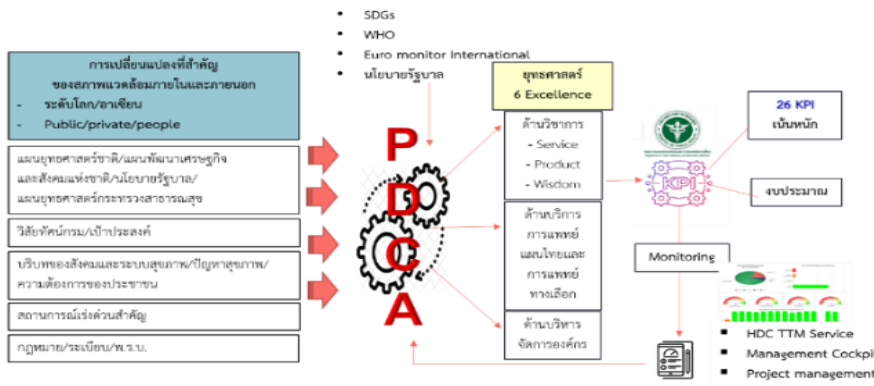 SDGs
WHO
Euro monitor International
นโยบายรัฐบาล
การเปลี่ยนแปลงที่สำคัญ
ของสภาพแวดล้อมภายในและภายนอก
- ระดับโลก/อาเซียน
- Public/private/people
แผนยุทธศาสตร์ชาติ/แผนพัฒนาเศรษฐกิจ
และสังคมแห่งชาติ/นโยบายรัฐบาล/
แผนยุทธศาสตร์กระทรวงสาธารณสุข
วิสัยทัศน์กรม/เป้าประสงค์
บริบทของสังคมและระบบสุขภาพ/ปัญหาสุขภาพ/
ความต้องการของประชาชน
สถานการณ์เร่งด่วนสำคัญ
กฎหมาย/ระเบียบ/พ.ร.บ.
P
D
C
A
ยุทธศาสตร์
6 Excellence
ด้านวิชาการ
- Service
- Product
- Wisdom
ด้านบริการ
การแพทย์
แผนไทยและ
การแพทย์
ทางเลือก
ด้านบริหาร
จัดการองค์กร
KPI
26 KPI
เน้นหนัก
งบประมาณ
Monitoring
HDC TTM Service
Management Cockpi
Project management